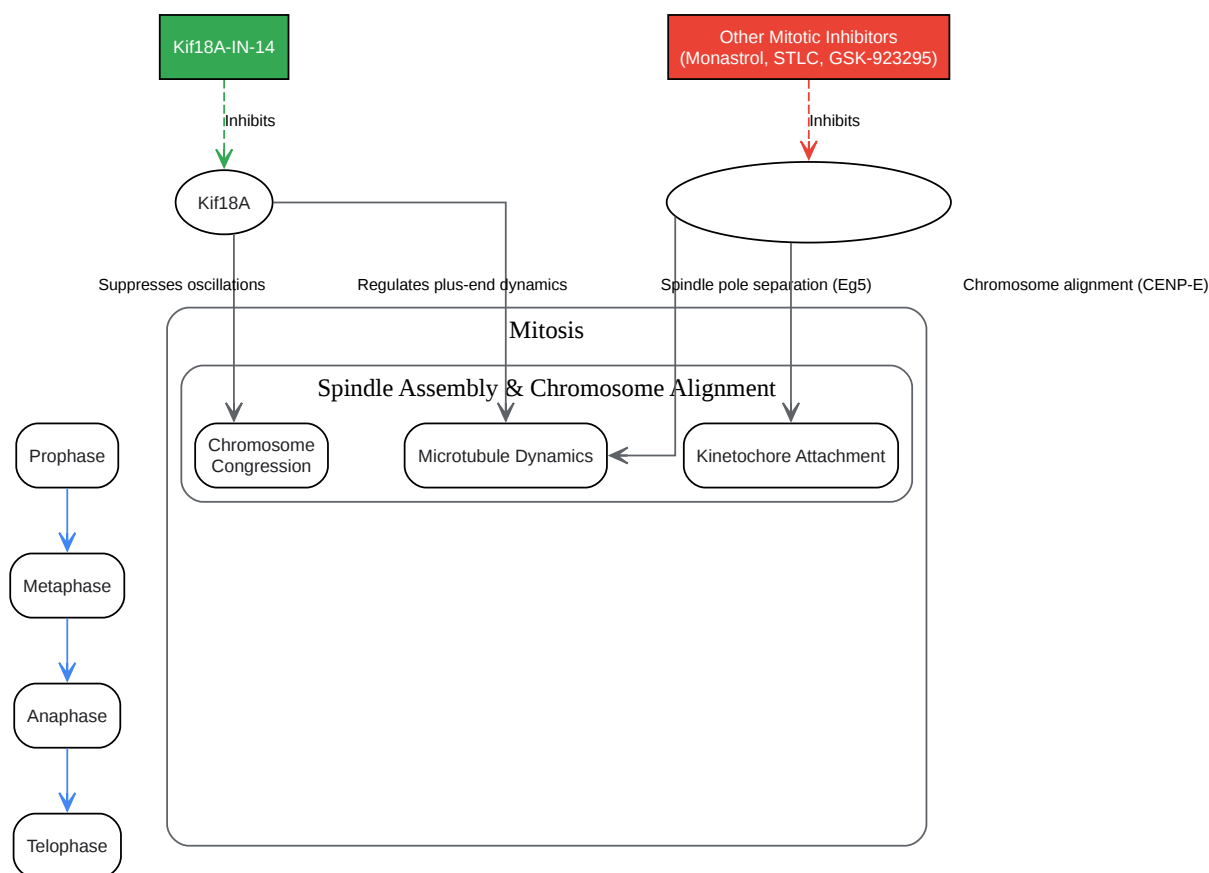 Kif18A-IN-14
Other Mitotic Inhibitors
(Monastrol, STLC, GSK-923295)
Inhibits
Inhibits
Kif18A
Suppresses oscillations
Regulates plus-end dynamics
Spindle pole separation (Eg5)
Chromosome alignment (CENP-E)
Mitosis
Spindle Assembly & Chromosome Alignment
Chromosome
Congression
Microtubule Dynamics
Kinetochore Attachment
Prophase
Metaphase
Anaphase
Telophase